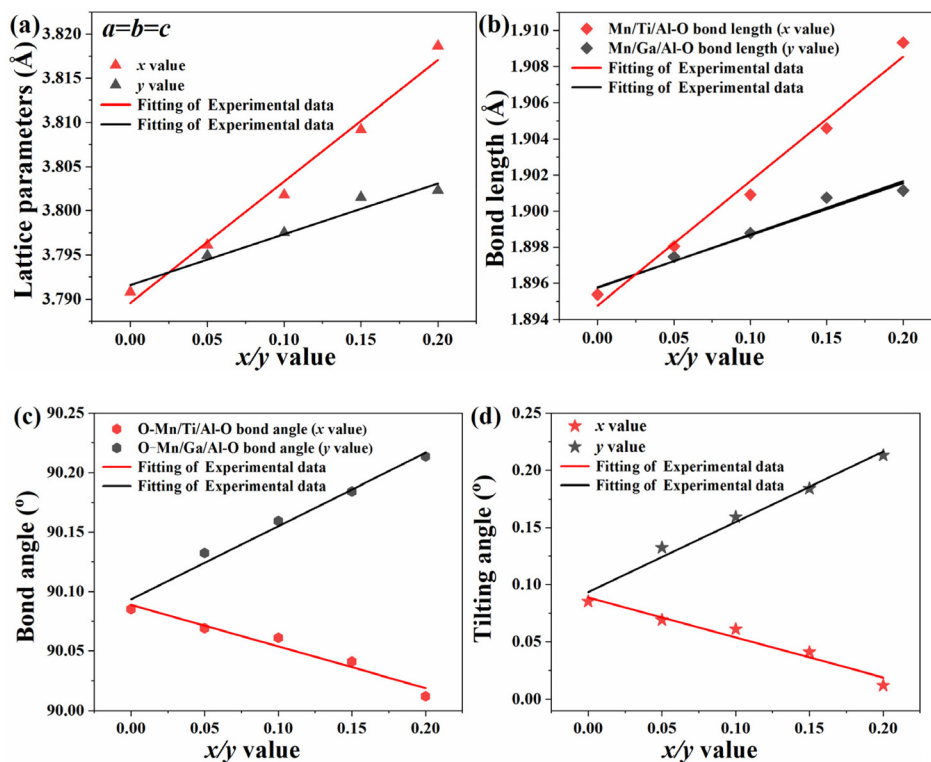 (a)
a=b=c
x value
y value
Fitting of Experimental data
Fitting of Experimental data
Lattice parameters (Å)
3.820
3.815
3.810
3.805
3.800
3.795
3.790
0.00 0.05 0.10 0.15 0.20
x/y value
(b)
Mn/Ti/Al-O bond length (x value)
Mn/Ga/Al-O bond length (y value)
Fitting of Experimental data
Fitting of Experimental data
Bond length (Å)
1.910
1.908
1.906
1.904
1.902
1.900
1.898
1.896
1.894
0.00 0.05 0.10 0.15 0.20
x/y value
(c)
O-Mn/Ti/Al-O bond angle (x value)
O-Mn/Ga/Al-O bond angle (y value)
Fitting of Experimental data
Fitting of Experimental data
Bond angle (°)
90.25
90.20
90.15
90.10
90.05
90.00
0.00 0.05 0.10 0.15 0.20
x/y value
(d)
x value
y value
Fitting of Experimental data
Fitting of Experimental data
Tilting angle (°)
0.25
0.20
0.15
0.10
0.05
0.00
0.00 0.05 0.10 0.15 0.20
x/y value